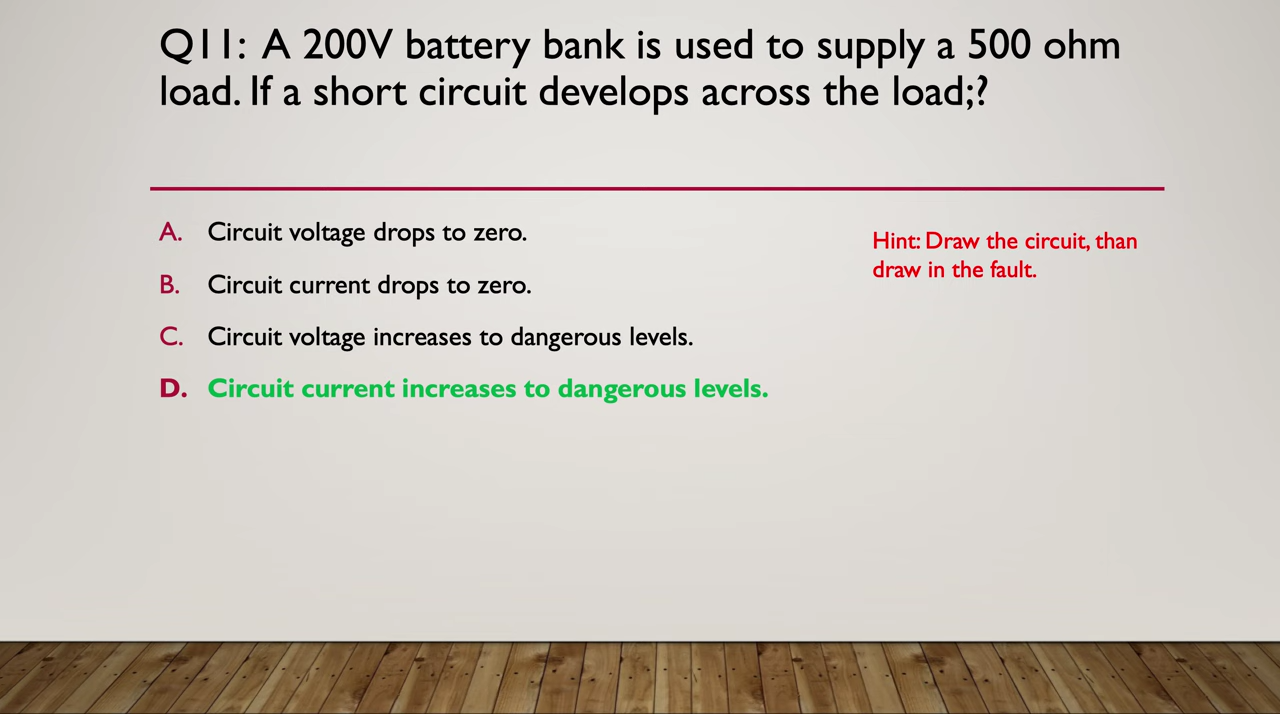 Q11: A 200V battery bank is used to supply a 500 ohm
load. If a short circuit develops across the load;?
A. Circuit voltage drops to zero.
B. Circuit current drops to zero.
C. Circuit voltage increases to dangerous levels.
D. Circuit current increases to dangerous levels.
Hint: Draw the circuit, than
draw in the fault.